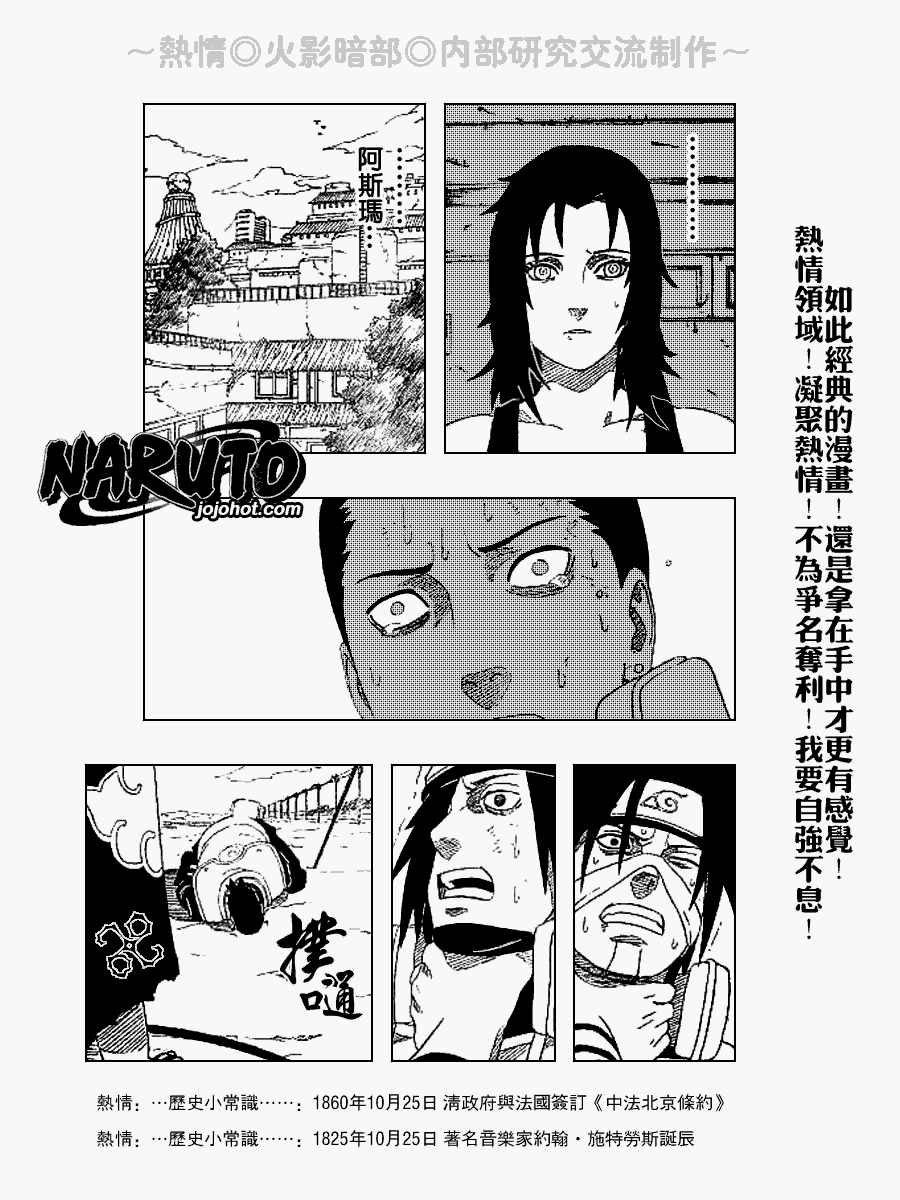 ～熱情◎火影暗部◎内部研究交流制作～
…………
…………
阿斯瑪…
如此經典的漫畫！還是拿在手中才更有感覺！
熱情領域！凝聚熱情！不為爭名奪利！我要自強不息！
NARUTO
jojohot.com
撲嗵
熱情：…歷史小常識……：1860年10月25日 清政府與法國簽訂《中法北京條約》
熱情：…歷史小常識……：1825年10月25日 著名音樂家約翰·施特勞斯誕辰